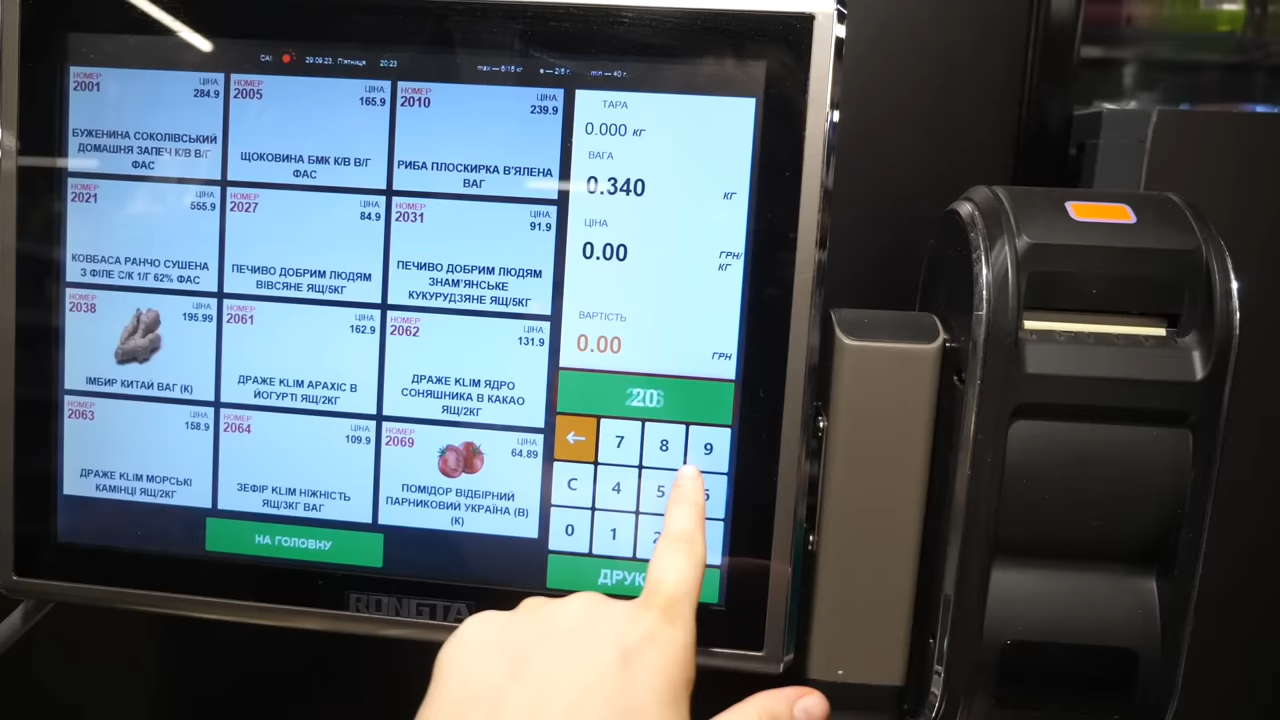 29.09.23. П'ятниця 20:23
max — 6/15 кг e — 2/5 г. min — 40 г.
НОМЕР
2001
ЦІНА:
284.9
БУЖЕНИНА СОКОЛІВСЬКИЙ
ДОМАШНЯ ЗАПЕЧ К/В В/Г
ФАС
НОМЕР
2005
ЦІНА:
165.9
ЩОКОВИНА БМК К/В В/Г
ФАС
НОМЕР
2010
ЦІНА:
239.9
РИБА ПЛОСКИРКА В'ЯЛЕНА
ВАГ
НОМЕР
2021
ЦІНА:
555.9
КОВБАСА РАНЧО СУШЕНА
З ФІЛЕ С/К 1/Г 62% ФАС
НОМЕР
2027
ЦІНА:
84.9
ПЕЧИВО ДОБРИМ ЛЮДЯМ
ВІВСЯНЕ ЯЩ/5КГ
НОМЕР
2031
ЦІНА:
91.9
ПЕЧИВО ДОБРИМ ЛЮДЯМ
ЗНАМ'ЯНСЬКЕ
КУКУРУДЗЯНЕ ЯЩ/5КГ
НОМЕР
2038
ЦІНА:
195.99
ІМБИР КИТАЙ ВАГ (К)
НОМЕР
2061
ЦІНА:
162.9
ДРАЖЕ KLIM АРАХІС В
ЙОГУРТІ ЯЩ/2КГ
НОМЕР
2062
ЦІНА:
131.9
ДРАЖЕ KLIM ЯДРО
СОНЯШНИКА В КАКАО
ЯЩ/2КГ
НОМЕР
2063
ЦІНА:
158.9
ДРАЖЕ KLIM МОРСЬКІ
КАМІНЦІ ЯЩ/2КГ
НОМЕР
2064
ЦІНА:
109.9
ЗЕФІР KLIM НІЖНІСТЬ
ЯЩ/3КГ ВАГ
НОМЕР
2069
ЦІНА:
64.89
ПОМІДОР ВІДБІРНИЙ
ПАРНИКОВИЙ УКРАЇНА (В)
(К)
НА ГОЛОВНУ
ТАРА
0.000 КГ
ВАГА
0.340 КГ
ЦІНА
0.00 ГРН/
КГ
ВАРТІСТЬ
0.00 ГРН
← 7 8 9
C 4 5
0 1 2
RONGTA